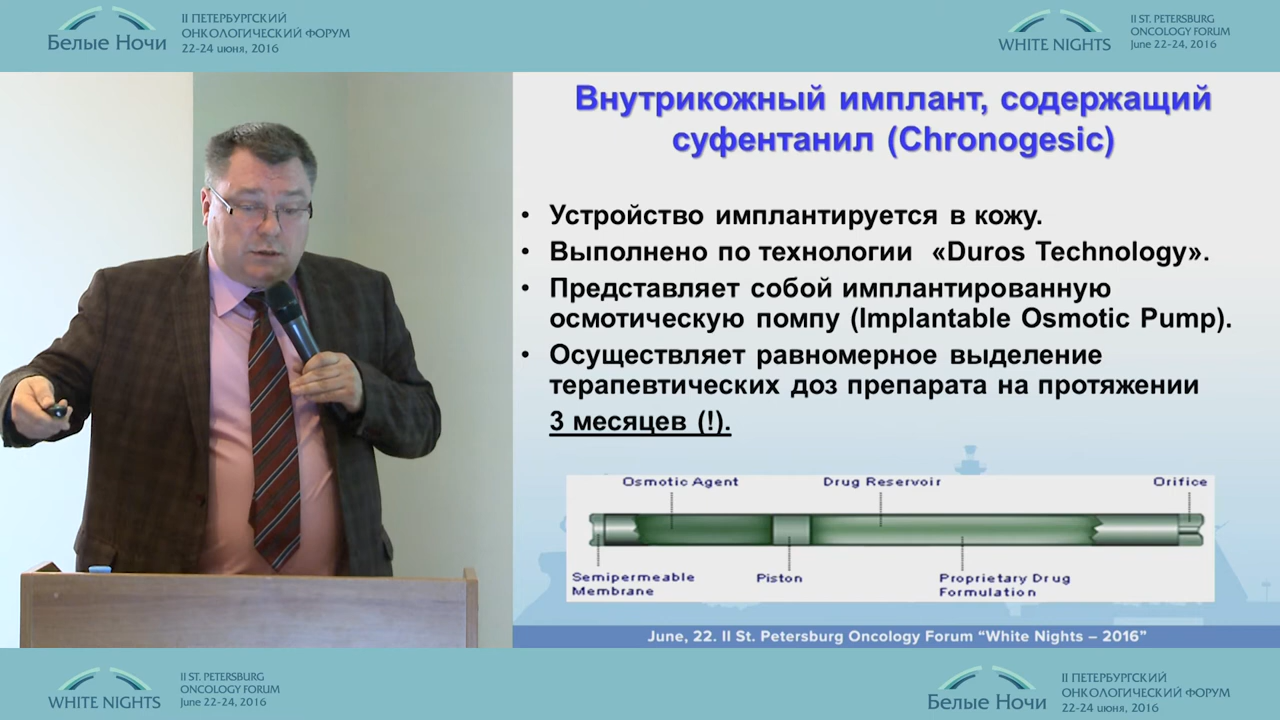 Белые Ночи
II ПЕТЕРБУРГСКИЙ
ОНКОЛОГИЧЕСКИЙ ФОРУМ
22-24 июня, 2016
WHITE NIGHTS
II ST. PETERSBURG
ONCOLOGY FORUM
June 22-24, 2016
Внутрикожный имплант, содержащий
суфентанил (Chronogesic)
• Устройство имплантируется в кожу.
• Выполнено по технологии «Duros Technology».
• Представляет собой имплантированную
осмотическую помпу (Implantable Osmotic Pump).
• Осуществляет равномерное выделение
терапевтических доз препарата на протяжении
3 месяцев (!).
Osmotic Agent
Drug Reservoir
Orifice
Semipermeable
Membrane
Piston
Proprietary Drug
Formulation
June, 22. II St. Petersburg Oncology Forum “White Nights – 2016”
WHITE NIGHTS
II ST. PETERSBURG
ONCOLOGY FORUM
June 22-24, 2016
Белые Ночи
II ПЕТЕРБУРГСКИЙ
ОНКОЛОГИЧЕСКИЙ ФОРУМ
22-24 июня, 2016